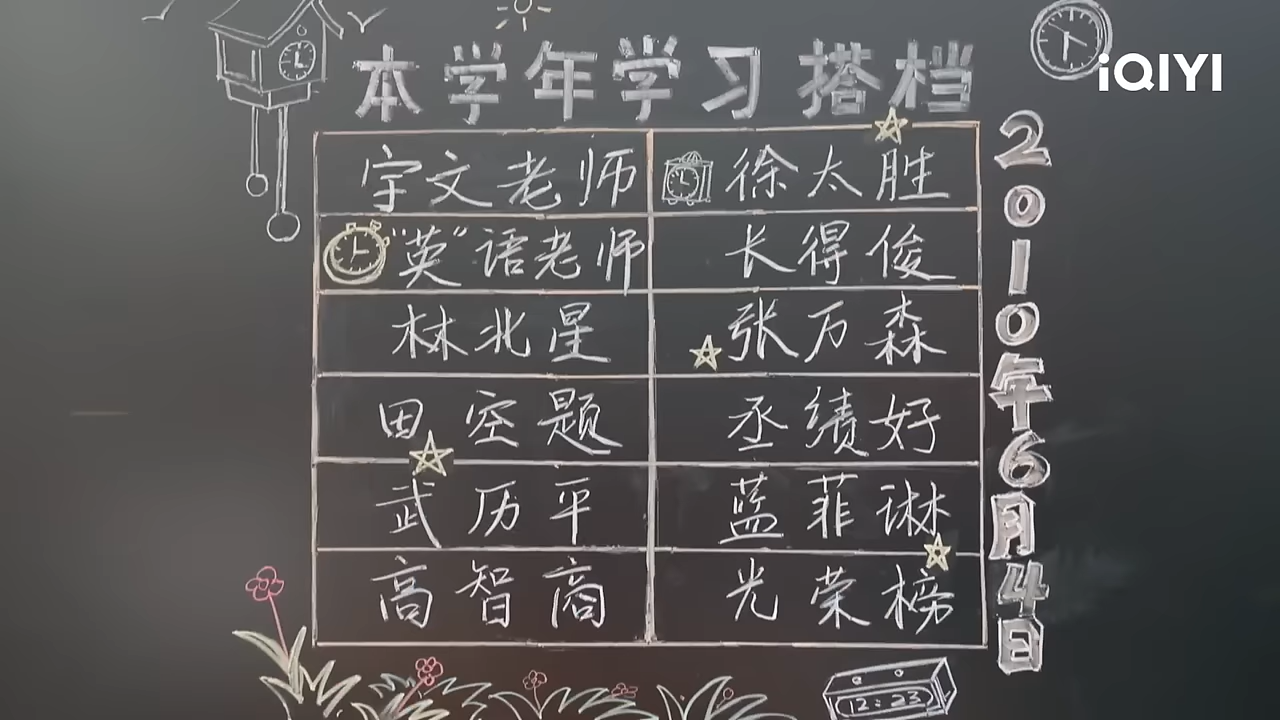 iQIYI
本学年学习搭档
宇文老师 徐太胜
"英"语老师 长得俊
林北星 张万森
田空题 丞绩好
武历平 蓝菲琳
高智商 光荣榜
2010年6月4日
12:23